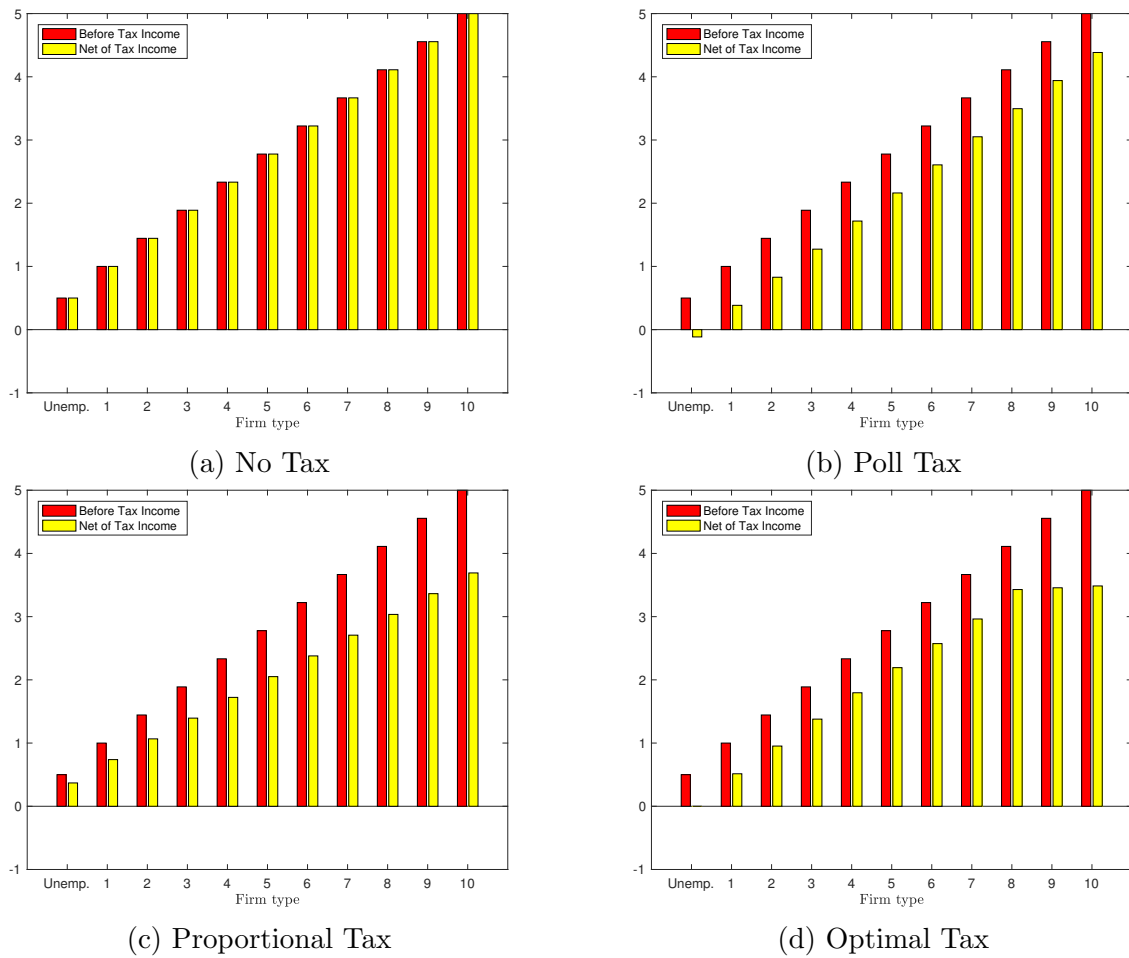 5
4
3
2
1
0
-1
Before Tax Income
Net of Tax Income
Unemp. 1 2 3 4 5 6 7 8 9 10
Firm type
(a) No Tax
5
4
3
2
1
0
-1
Before Tax Income
Net of Tax Income
Unemp. 1 2 3 4 5 6 7 8 9 10
Firm type
(b) Poll Tax
5
4
3
2
1
0
-1
Before Tax Income
Net of Tax Income
Unemp. 1 2 3 4 5 6 7 8 9 10
Firm type
(c) Proportional Tax
5
4
3
2
1
0
-1
Before Tax Income
Net of Tax Income
Unemp. 1 2 3 4 5 6 7 8 9 10
Firm type
(d) Optimal Tax